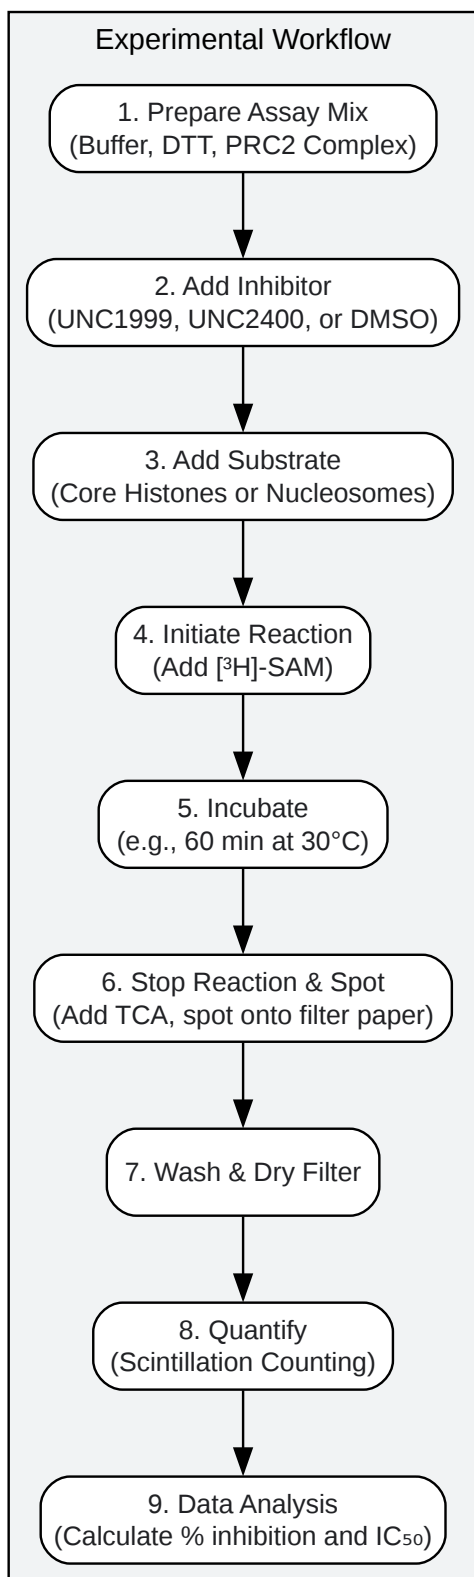 Experimental Workflow
1. Prepare Assay Mix
(Buffer, DTT, PRC2 Complex)
2. Add Inhibitor
(UNC1999, UNC2400, or DMSO)
3. Add Substrate
(Core Histones or Nucleosomes)
4. Initiate Reaction
(Add [³H]-SAM)
5. Incubate
(e.g., 60 min at 30°C)
6. Stop Reaction & Spot
(Add TCA, spot onto filter paper)
7. Wash & Dry Filter
8. Quantify
(Scintillation Counting)
9. Data Analysis
(Calculate % inhibition and IC₅₀)